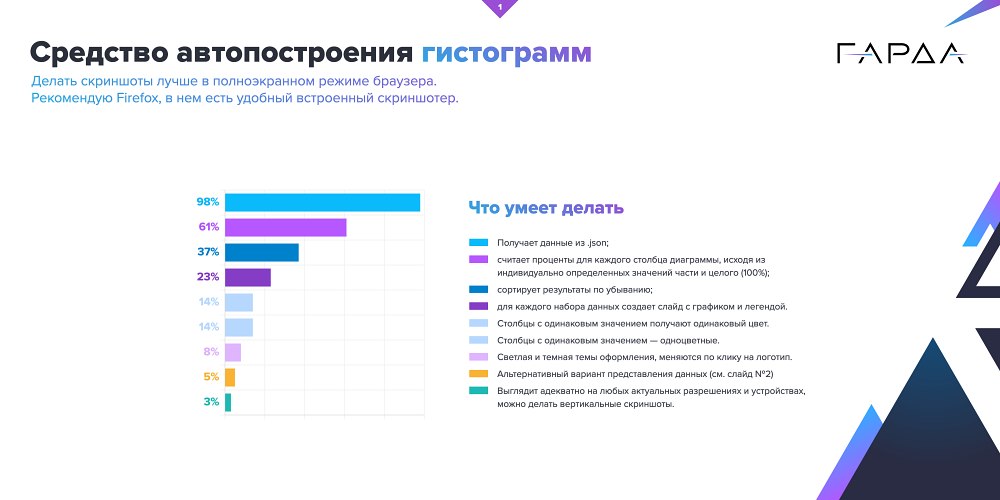 1
Средство автопостроения гистограмм
ГАРДА
Делать скриншоты лучше в полноэкранном режиме браузера.
Рекомендую Firefox, в нем есть удобный встроенный скриншотер.
98%
61%
37%
23%
14%
14%
8%
5%
3%
Что умеет делать
Получает данные из .json;
считает проценты для каждого столбца диаграммы, исходя из
индивидуально определенных значений части и целого (100%);
сортирует результаты по убыванию;
для каждого набора данных создает слайд с графиком и легендой.
Столбцы с одинаковым значением получают одинаковый цвет.
Столбцы с одинаковым значением — одноцветные.
Светлая и темная темы оформления, меняются по клику на логотип.
Альтернативный вариант представления данных (см. слайд №2)
Выглядит адекватно на любых актуальных разрешениях и устройствах,
можно делать вертикальные скриншоты.